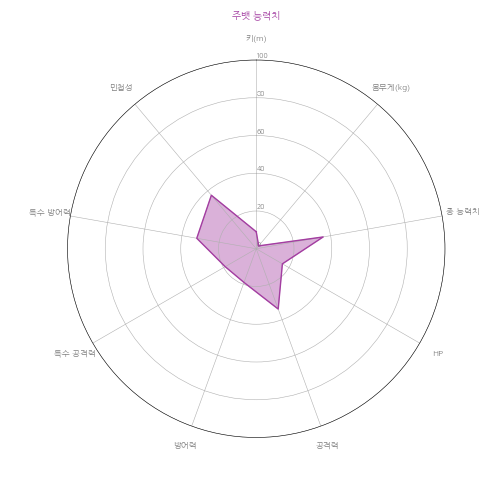 주뱃 능력치
키(m)
100
민첩성
몸무게(kg)
80
60
40
특수 방어력
20
총 능력치
0
특수 공격력
HP
방어력
공격력